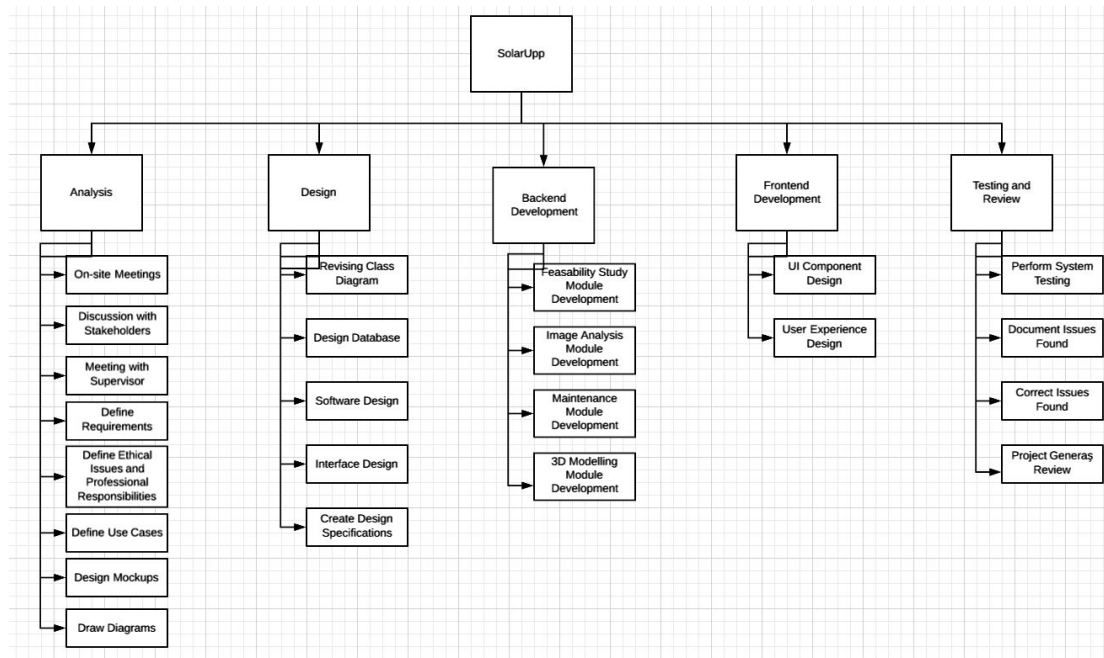 SolarUpp
Analysis
Design
Backend
Development
Frontend
Development
Testing and
Review
On-site Meetings
Discussion with
Stakeholders
Meeting with
Supervisor
Define
Requirements
Define Ethical
Issues and
Professional
Responsibilities
Define Use Cases
Design Mockups
Draw Diagrams
Revising Class
Diagram
Design Database
Software Design
Interface Design
Create Design
Specifications
Feasability Study
Module
Development
Image Analysis
Module
Development
Maintenance
Module
Development
3D Modelling
Module
Development
UI Component
Design
User Experience
Design
Perform System
Testing
Document Issues
Found
Correct Issues
Found
Project Generaş
Review